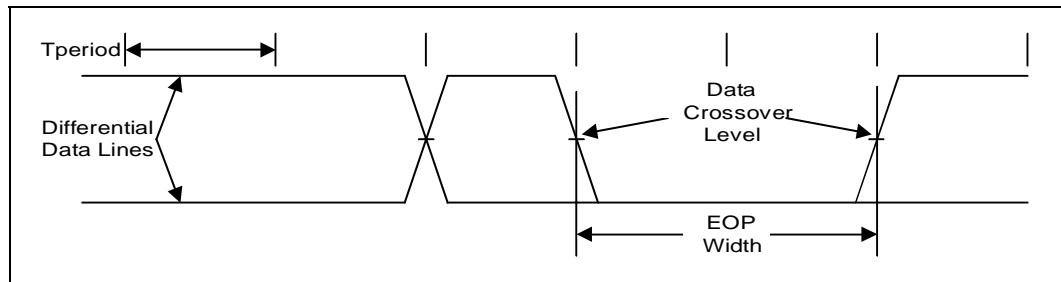 Tperiod
Differential
Data Lines
Data
Crossover
Level
EOP
Width